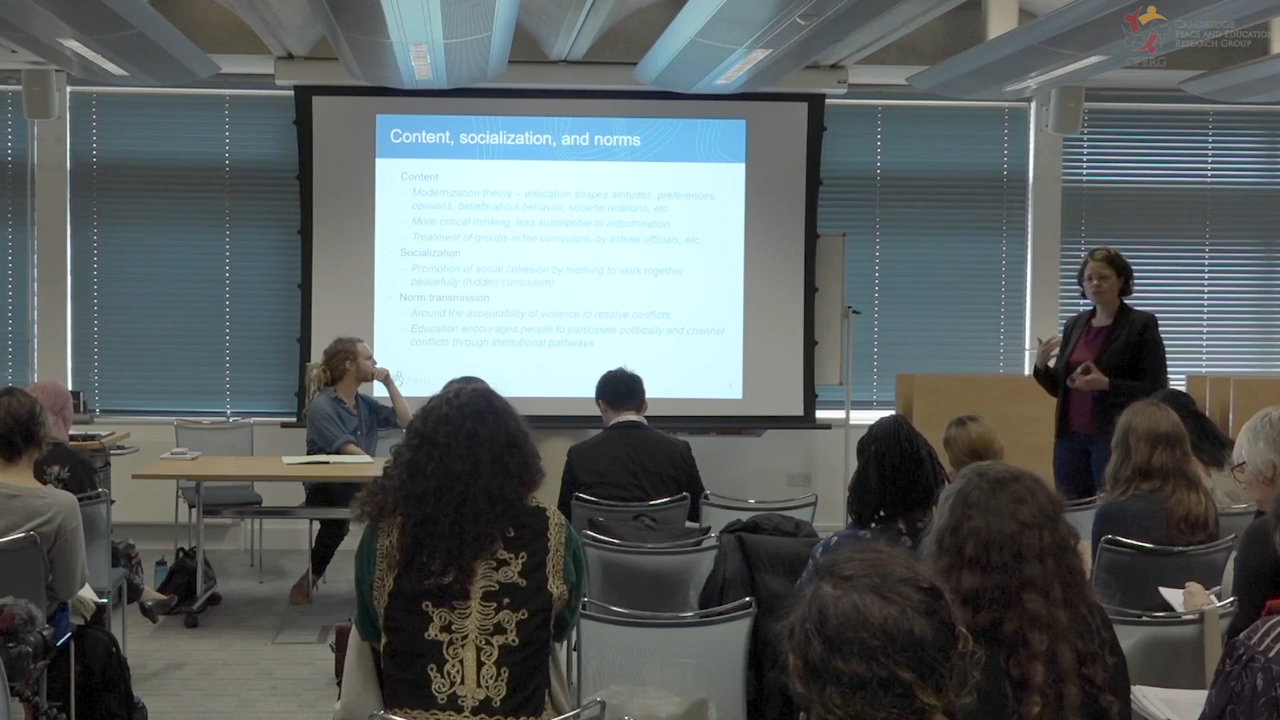 CAMBRIDGE
PEACE AND EDUCATION
RESEARCH GROUP
CPERG
Content, socialization, and norms
Content
Modernization theory – education shapes attitudes, preferences,
opinions, beliefs about behavior, societal relations, etc.
More critical thinking, less susceptible to indoctrination
Treatment of groups in the curriculum, by school officials, etc.
Socialization
Promotion of social cohesion by learning to work together
peacefully (hidden curriculum)
Norm transmission
Around the acceptability of violence to resolve conflicts
Education encourages people to participate politically and channel
conflicts through institutional pathways